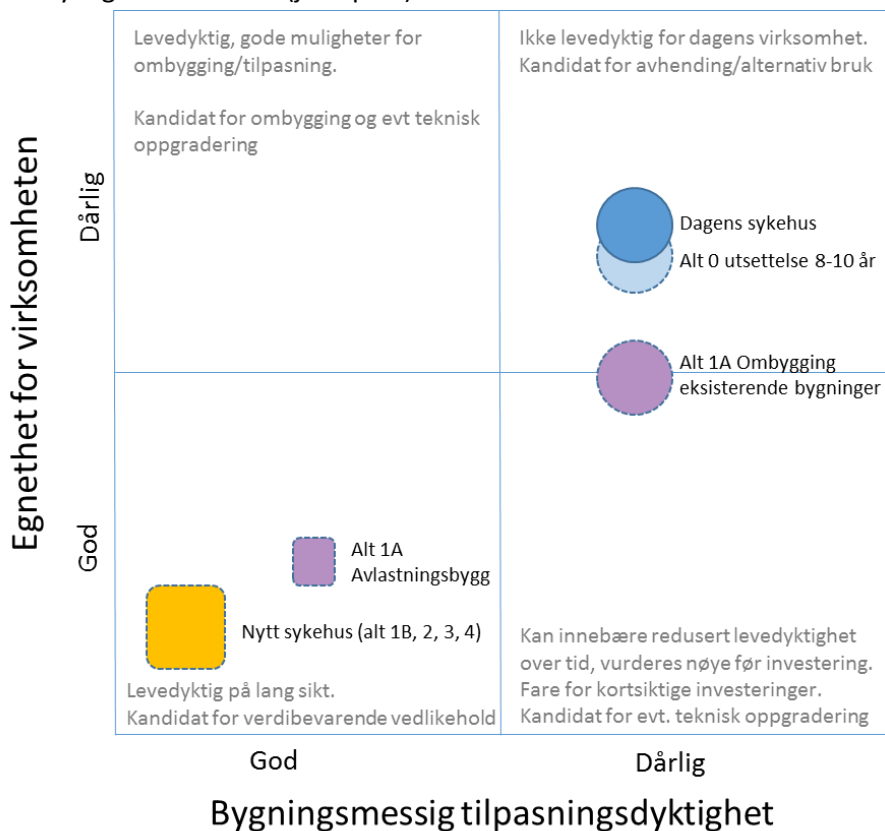 Levedyktig, gode muligheter for
ombygging/tilpasning.
Kandidat for ombygging og evt teknisk
oppgradering
Ikke levedyktig for dagens virksomhet.
Kandidat for avhending/alternativ bruk
Egnethet for virksomheten
Dårlig
God
Dagens sykehus
Alt 0 utsettelse 8-10 år
Alt 1A Ombygging
eksisterende bygninger
Alt 1A
Avlastningsbygg
Nytt sykehus (alt 1B, 2, 3, 4)
Levedyktig på lang sikt.
Kandidat for verdibevarende vedlikehold
Kan innebære redusert levedyktighet
over tid, vurderes nøye før investering.
Fare for kortsiktige investeringer.
Kandidat for evt. teknisk oppgradering
God
Dårlig
Bygningsmessig tilpasningsdyktighet